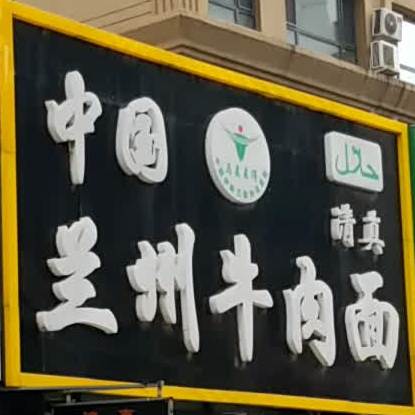 中国
حلال
清真
兰州牛肉面